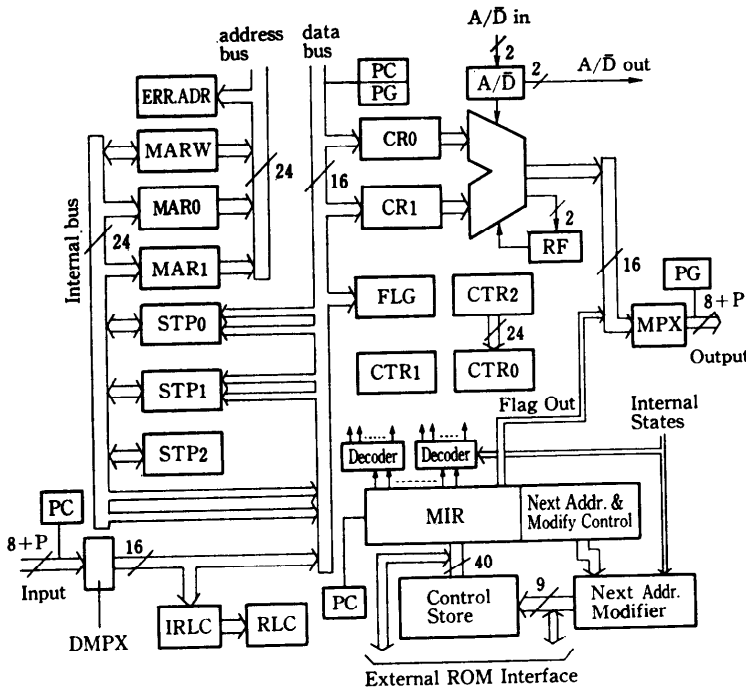 address
bus
data
bus
A/D̄ in
2
A/D̄
2
A/D̄ out
PC
PG
ERR.ADR
MARW
CR0
24
16
MAR0
CR1
2
Internal bus
24
RF
MAR1
16
PG
FLG
CTR2
8+P
STP0
MPX
24
Output
CTR1
CTR0
STP1
Flag Out
Internal
States
Decoder
Decoder
STP2
PC
MIR
Next Addr. &
Modify Control
8+P
16
40
Input
PC
9
Control
Store
Next Addr.
Modifier
IRLC
RLC
DMPX
External ROM Interface